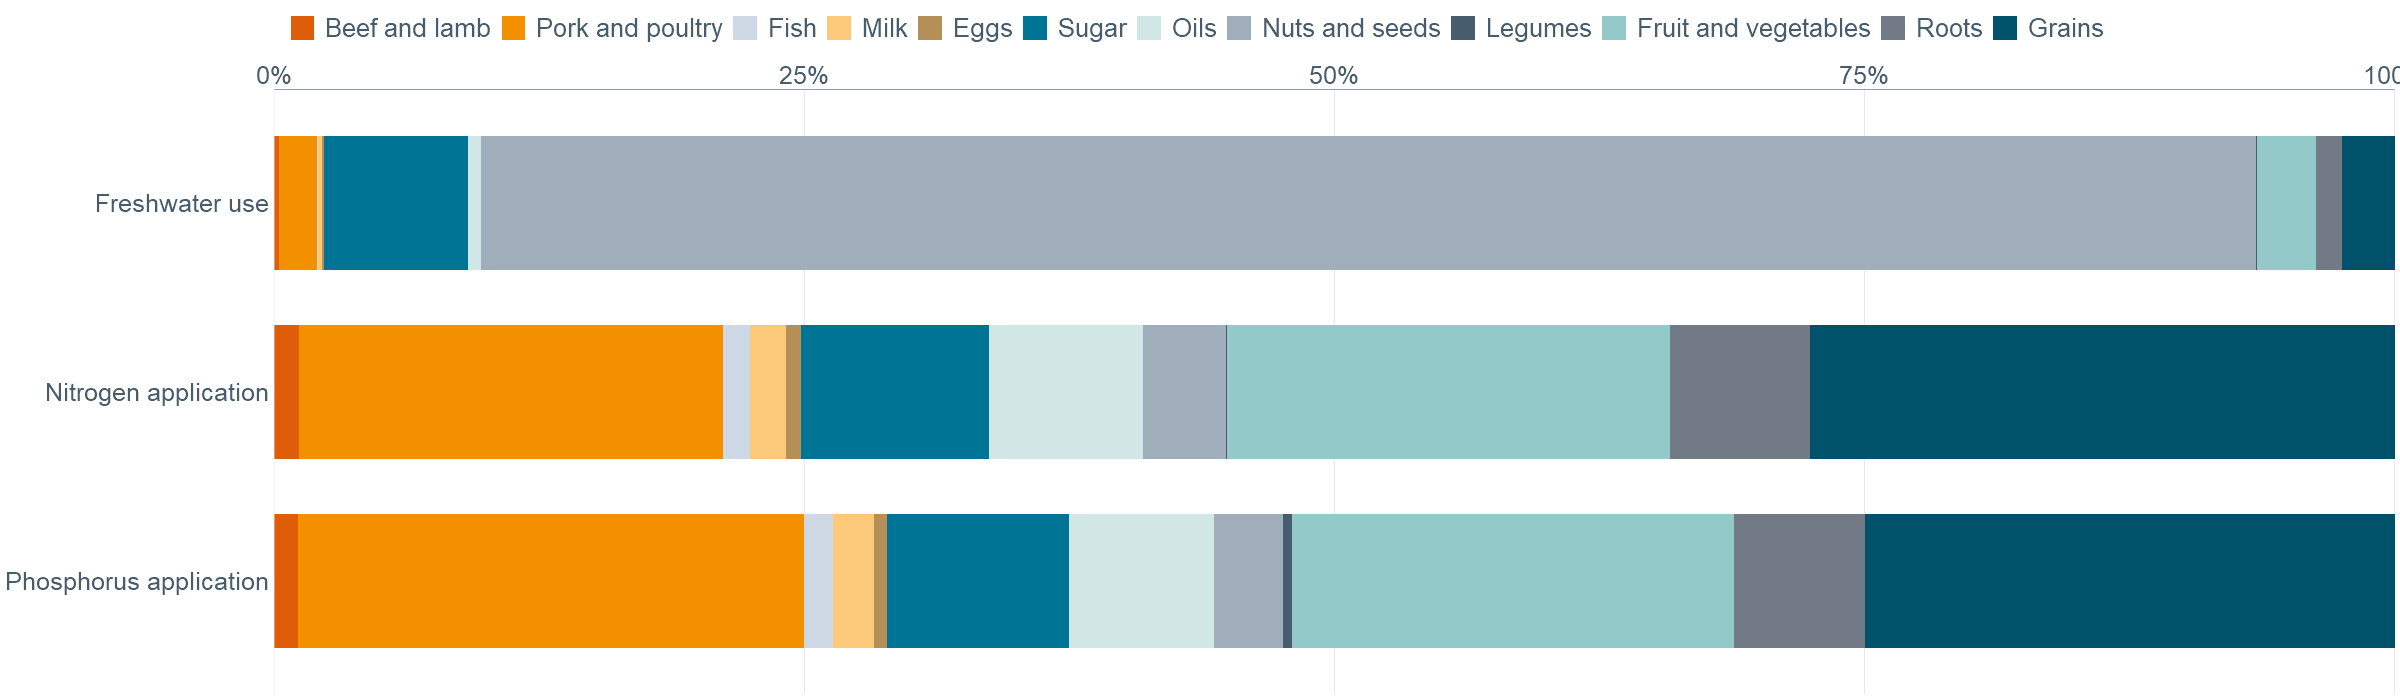 Beef and lamb Pork and poultry Fish Milk Eggs Sugar Oils Nuts and seeds Legumes Fruit and vegetables Roots Grains
0% 25% 50% 75% 100
Freshwater use
Nitrogen application
Phosphorus application